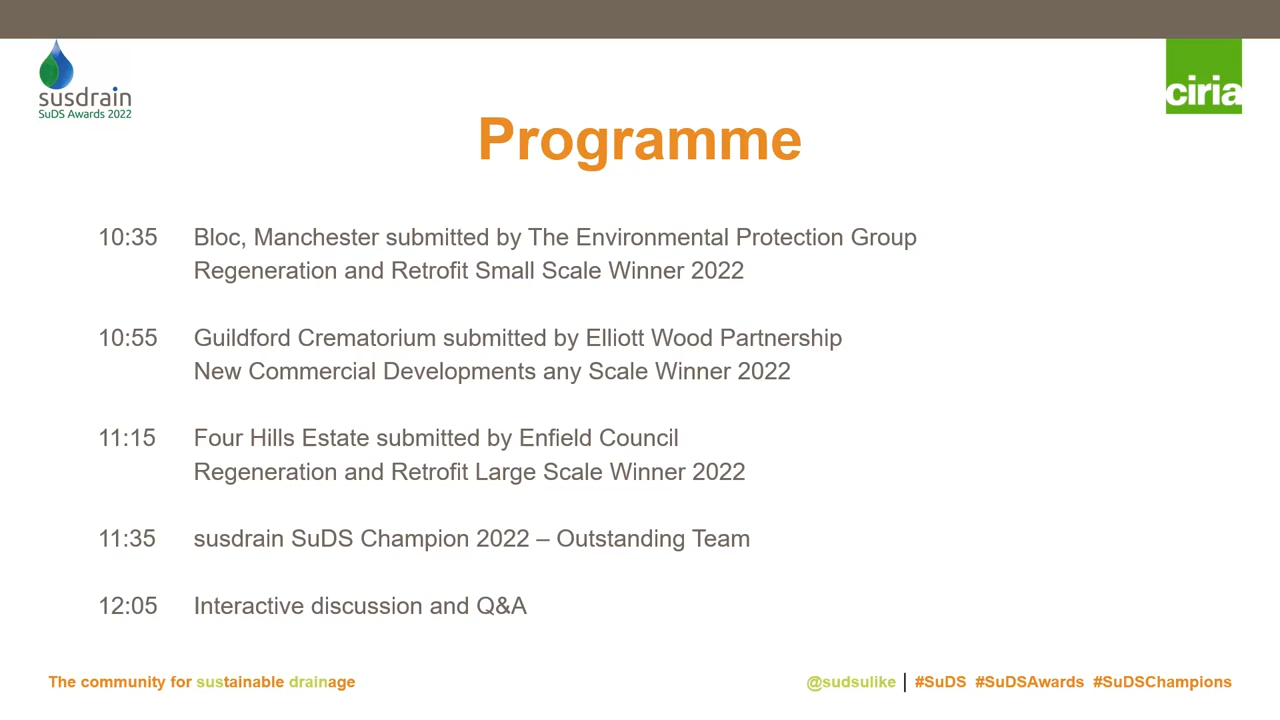 susdrain
SuDS Awards 2022
ciria
Programme
10:35 Bloc, Manchester submitted by The Environmental Protection Group
Regeneration and Retrofit Small Scale Winner 2022
10:55 Guildford Crematorium submitted by Elliott Wood Partnership
New Commercial Developments any Scale Winner 2022
11:15 Four Hills Estate submitted by Enfield Council
Regeneration and Retrofit Large Scale Winner 2022
11:35 susdrain SuDS Champion 2022 – Outstanding Team
12:05 Interactive discussion and Q&A
The community for sustainable drainage
@sudsulike | #SuDS #SuDSAwards #SuDSChampions